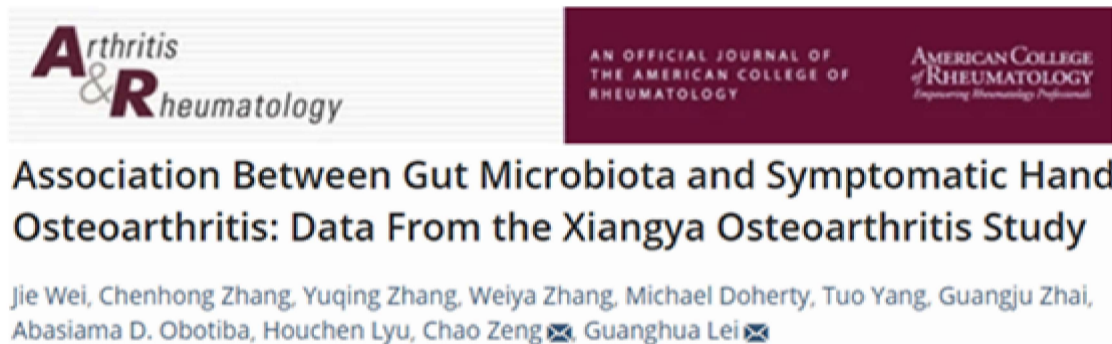 Arthritis
& Rheumatology
AN OFFICIAL JOURNAL OF
THE AMERICAN COLLEGE OF
RHEUMATOLOGY
AMERICAN COLLEGE
of RHEUMATOLOGY
Empowering Rheumatology Professionals
Association Between Gut Microbiota and Symptomatic Hand
Osteoarthritis: Data From the Xiangya Osteoarthritis Study
Jie Wei, Chenhong Zhang, Yuqing Zhang, Weiya Zhang, Michael Doherty, Tuo Yang, Guangju Zhai,
Abasiama D. Obotiba, Houchen Lyu, Chao Zeng, Guanghua Lei